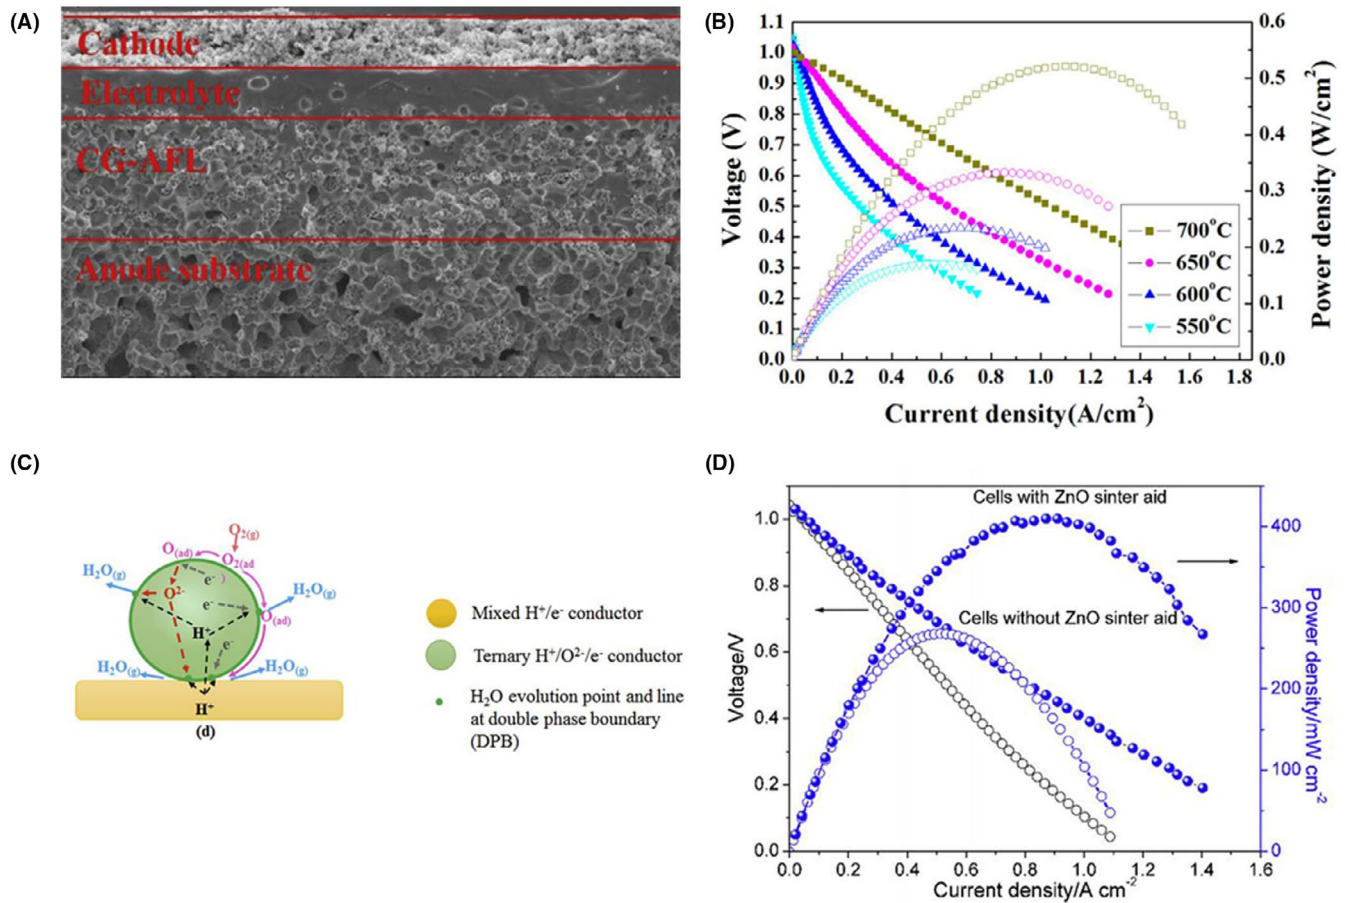 (A)
Cathode
Electrolyte
CG-AFL
Anode substrate
(B)
1.1
1.0
0.9
0.8
0.7
0.6
0.5
0.4
0.3
0.2
0.1
0.0
Voltage (V)
0.6
0.5
0.4
0.3
0.2
0.1
0.0
Power density (W/cm2)
700°C
650°C
600°C
550°C
0.0 0.2 0.4 0.6 0.8 1.0 1.2 1.4 1.6 1.8
Current density(A/cm2)
(C)
O2(g)
O(ad) O2(ad
)
H2O(g) e-
O2- e- H2O(g)
O(ad)
H+
e-
H2O(g) H2O(g)
H+
(d)
Mixed H+/e- conductor
Ternary H+/O2-/e- conductor
H2O evolution point and line
at double phase boundary
(DPB)
(D)
Cells with ZnO sinter aid
Cells without ZnO sinter aid
1.0
0.8
0.6
0.4
0.2
0.0
Voltage/V
400
300
200
100
0
Power density/mW cm-2
0.0 0.2 0.4 0.6 0.8 1.0 1.2 1.4 1.6
Current density/A cm-2